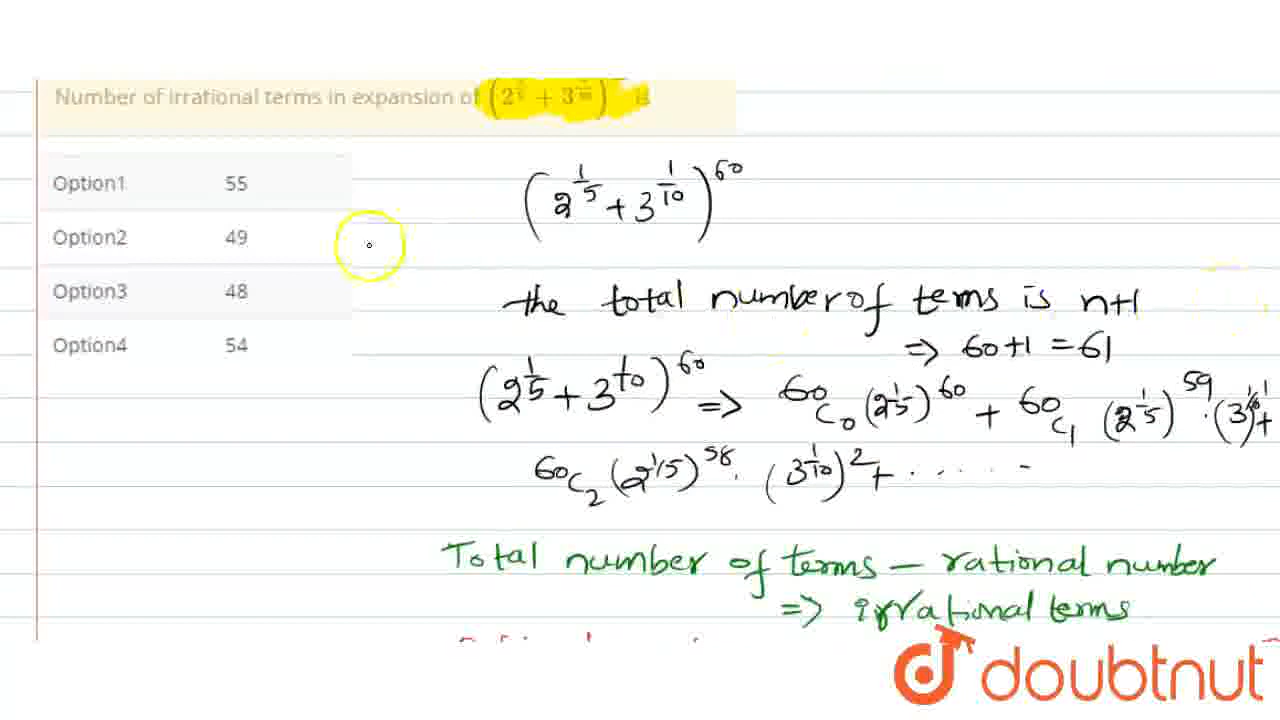 Number of irrational terms in expansion of (2^{1/5} + 3^{1/10}) is
Option1 55
Option2 49
Option3 48
Option4 54
(2^{1/5} + 3^{1/10})^{60}
the total number of terms is n+1
=> 60+1 = 61
(2^{1/5} + 3^{1/10})^{60} => 60C0 (2^{1/5})^{60} + 60C1 (2^{1/5})^{59} . (3^{1/10})^1 +
60C2 (2^{1/5})^{58} . (3^{1/10})^2 + ......
Total number of terms - rational number
=> irrational terms
doubtnut